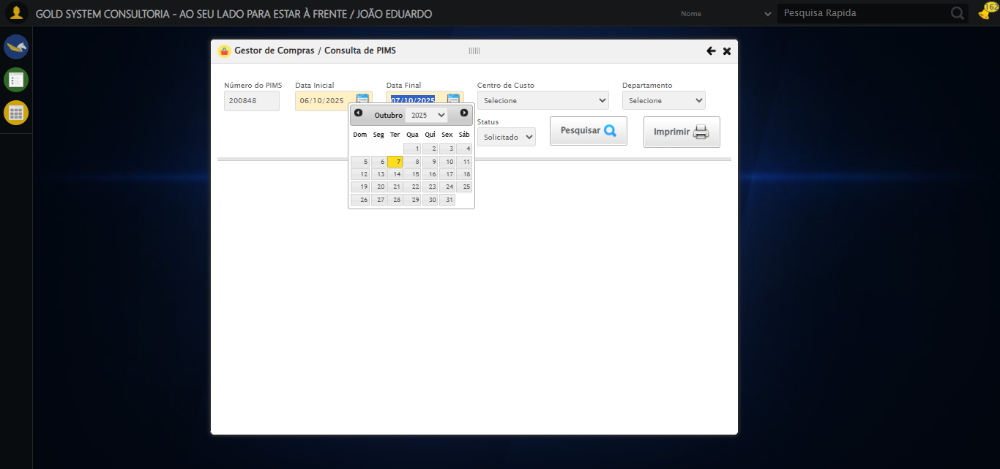 GOLD SYSTEM CONSULTORIA - AO SEU LADO PARA ESTAR À FRENTE / JOÃO EDUARDO
Nome
Pesquisa Rapida
162
Gestor de Compras / Consulta de PIMS
Número do PIMS Data Inicial Data Final Centro de Custo Departamento
200848 06/10/2025 07/10/2025 Selecione Selecione
Outubro 2025
Status
Solicitado Pesquisar Imprimir
Dom Seg Ter Qua Qui Sex Sáb
1 2 3 4
5 6 7 8 9 10 11
12 13 14 15 16 17 18
19 20 21 22 23 24 25
26 27 28 29 30 31